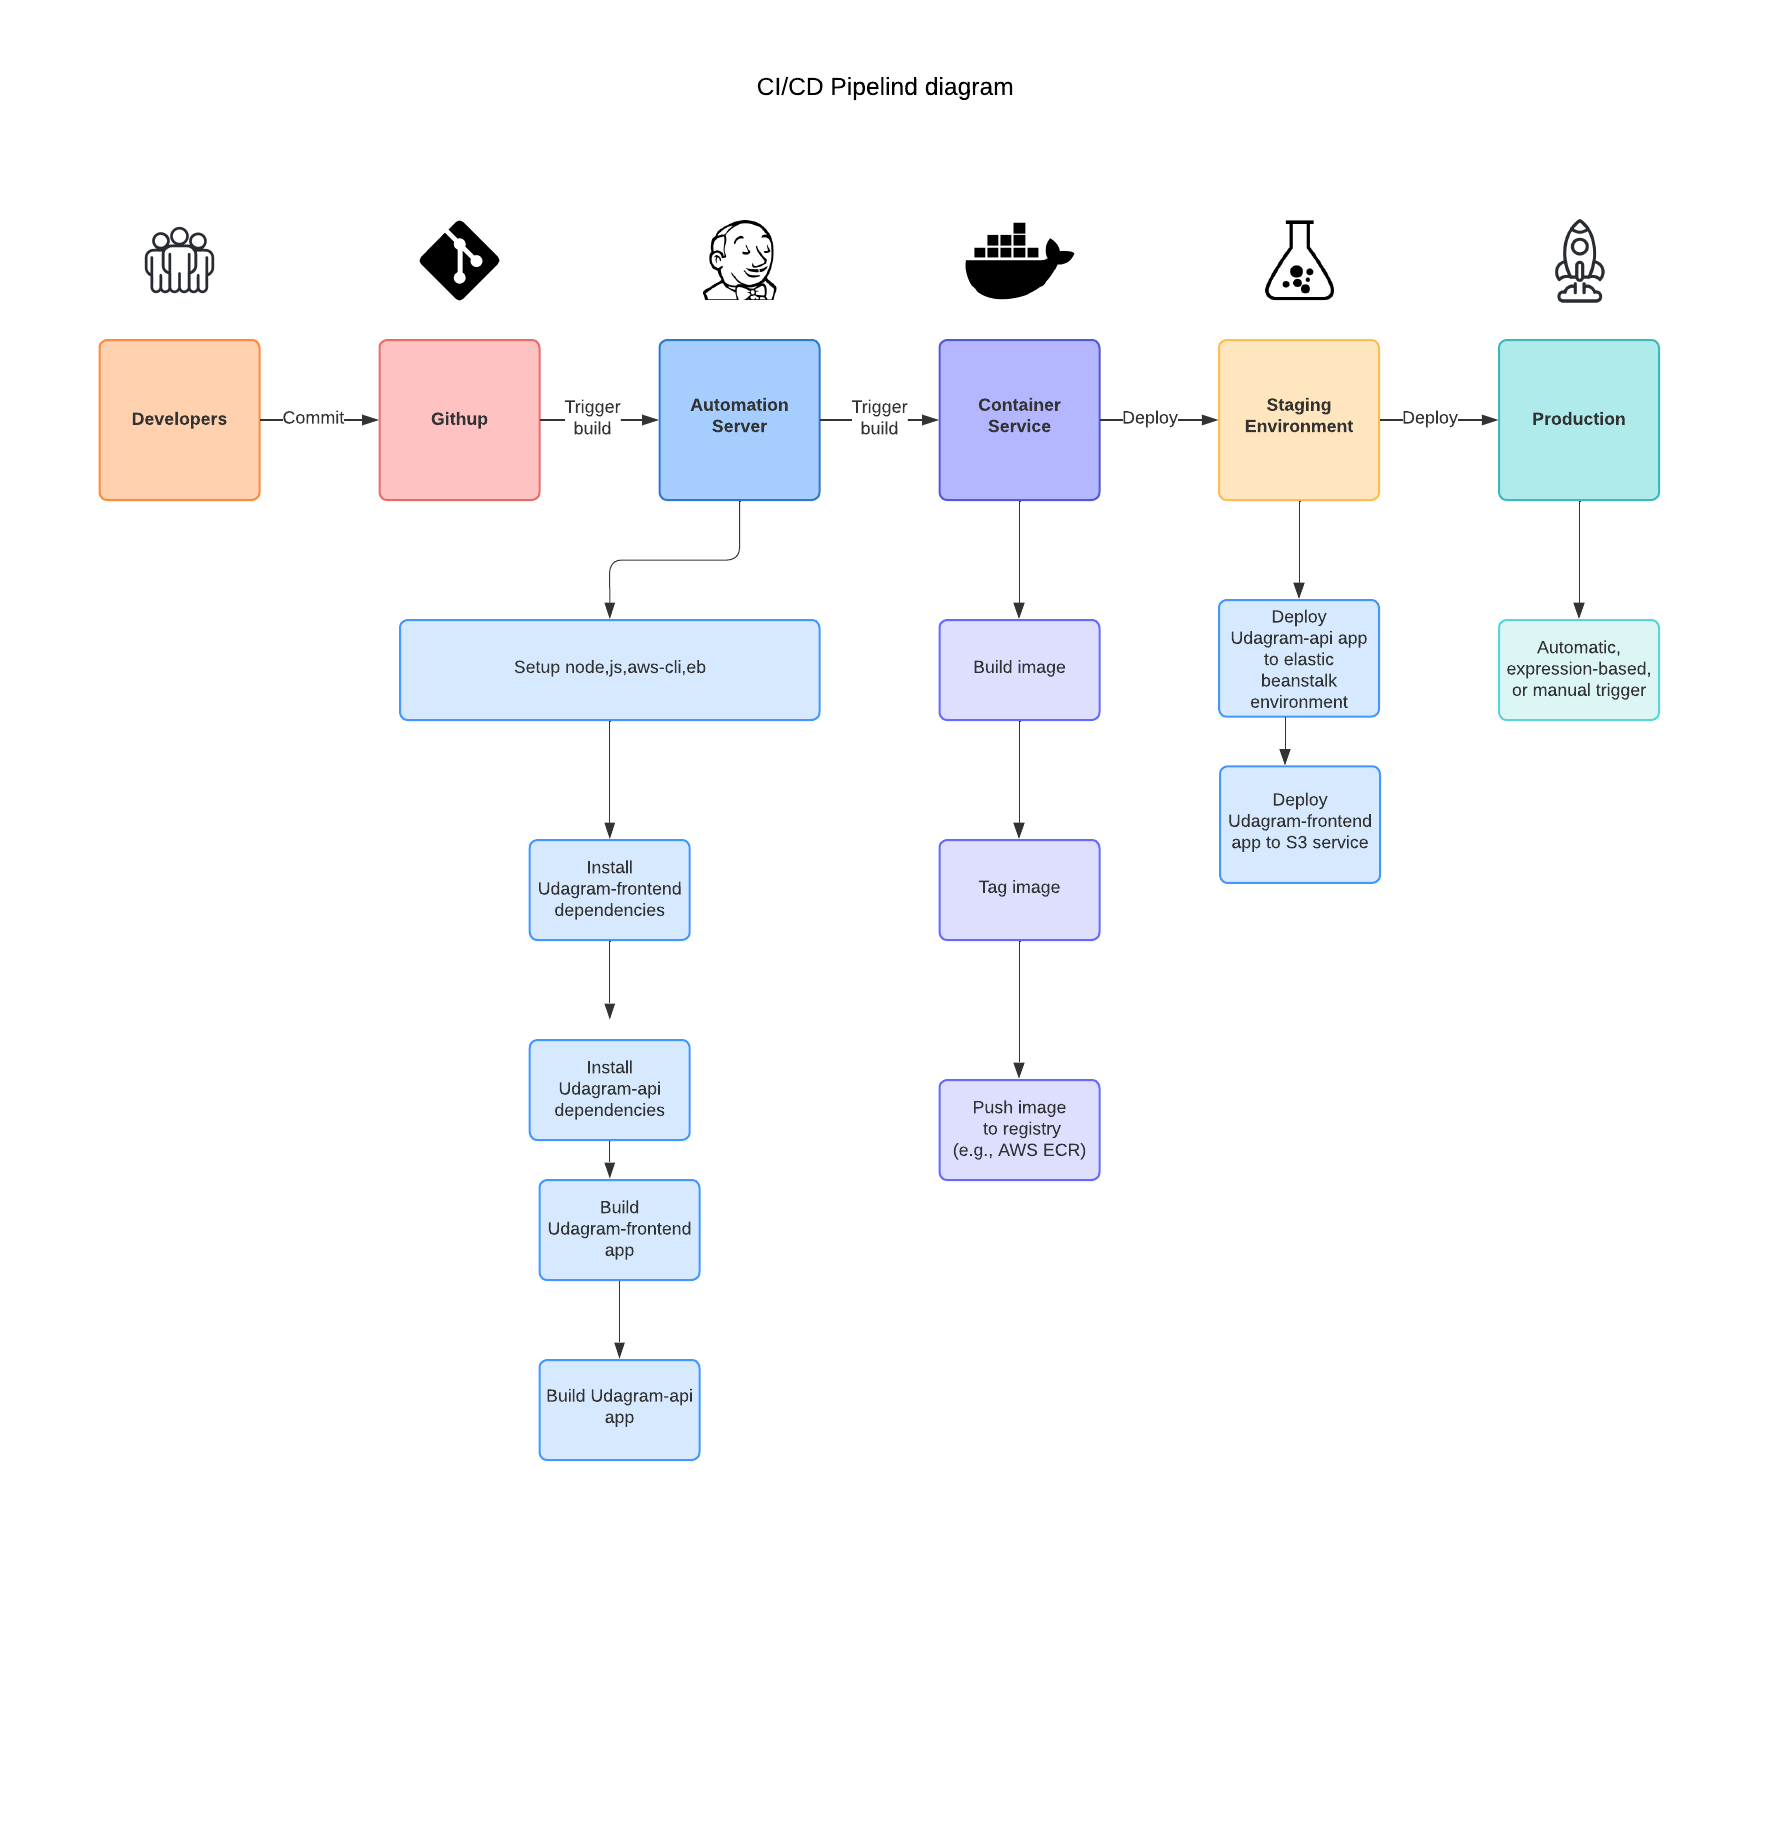 CI/CD Pipelind diagram
Developers
Commit
Githup
Trigger
build
Automation
Server
Trigger
build
Container
Service
Deploy
Staging
Environment
Deploy
Production
Setup node,js,aws-cli,eb
Install
Udagram-frontend
dependencies
Install
Udagram-api
dependencies
Build
Udagram-frontend
app
Build Udagram-api
app
Build image
Tag image
Push image
to registry
(e.g., AWS ECR)
Deploy
Udagram-api app
to elastic
beanstalk
environment
Deploy
Udagram-frontend
app to S3 service
Automatic,
expression-based,
or manual trigger